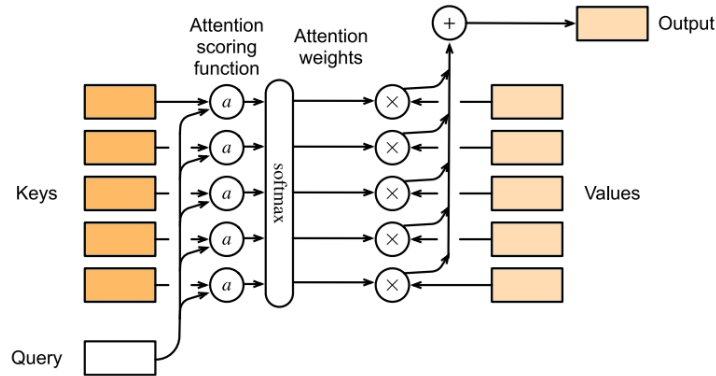 Attention
scoring
function
Attention
weights
+
Output
a
×
a
×
Keys
a
softmax
×
Values
a
×
a
×
Query